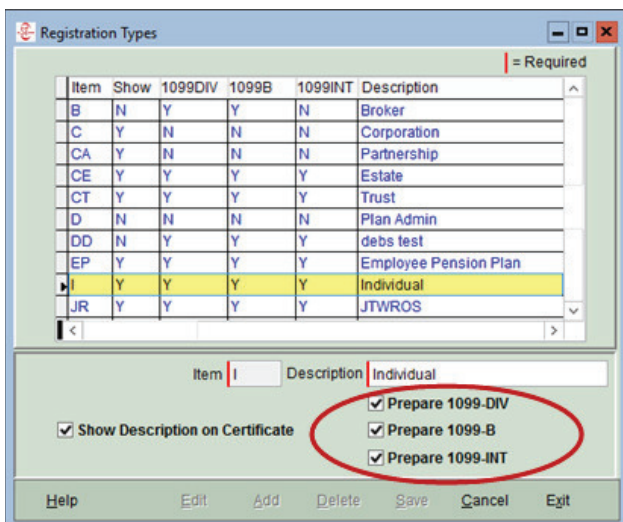 Registration Types
= Required
Item Show 1099DIV 1099B 1099INT Description
B N Y Y N Broker
C Y N N N Corporation
CA Y N N N Partnership
CE Y Y Y Y Estate
CT Y Y Y Y Trust
D N N N N Plan Admin
DD N Y Y Y debs test
EP Y Y Y Y Employee Pension Plan
I Y Y Y Y Individual
JR Y Y Y Y JTWROS
Item I Description Individual
Prepare 1099-DIV
Show Description on Certificate Prepare 1099-B
Prepare 1099-INT
Help Edit Add Delete Save Cancel Exit